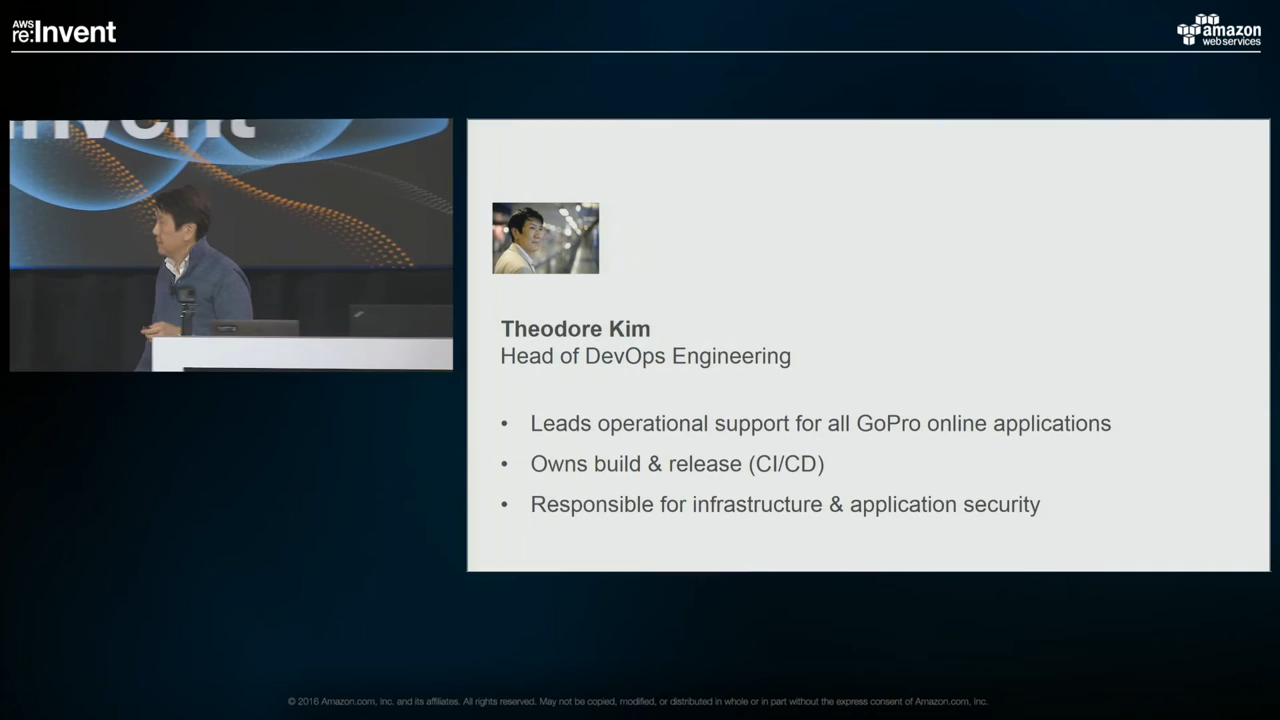 AWS
re:Invent
amazon
web services
Invent
Theodore Kim
Head of DevOps Engineering
• Leads operational support for all GoPro online applications
• Owns build & release (CI/CD)
• Responsible for infrastructure & application security
© 2016 Amazon.com, Inc. and its affiliates. All rights reserved. May not be copied, modified, or distributed in whole or in part without the express consent of Amazon.com, Inc.